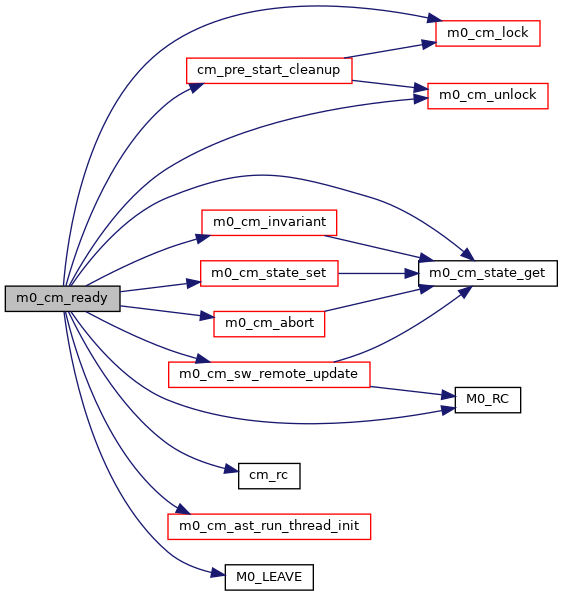 m0_cm_lock
cm_pre_start_cleanup
m0_cm_unlock
m0_cm_invariant
m0_cm_state_set
m0_cm_state_get
m0_cm_ready
m0_cm_abort
m0_cm_sw_remote_update
M0_RC
cm_rc
m0_cm_ast_run_thread_init
M0_LEAVE